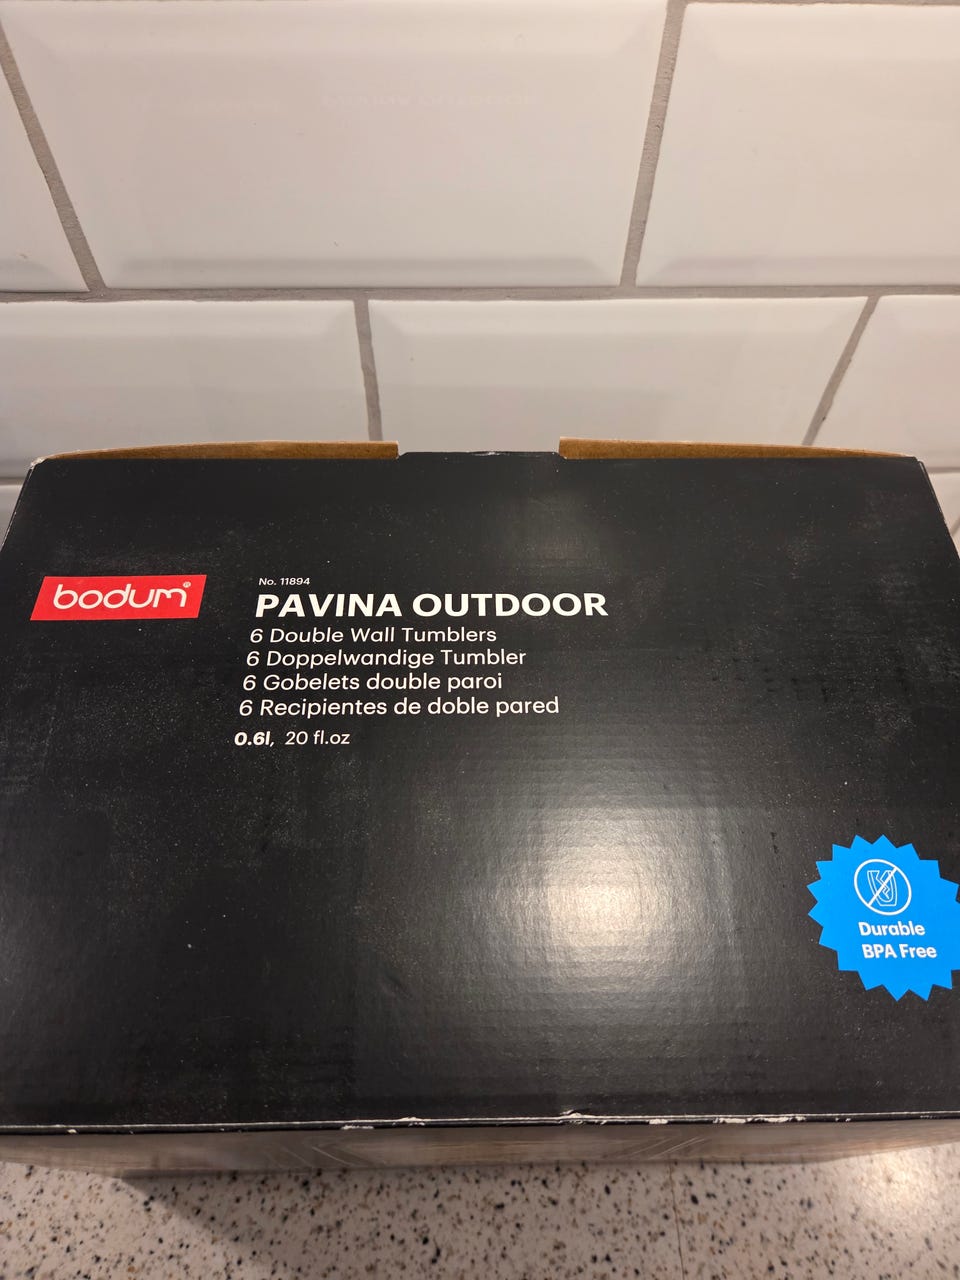 bodum®
No. 11894
PAVINA OUTDOOR
6 Double Wall Tumblers
6 Doppelwandige Tumbler
6 Gobelets double paroi
6 Recipientes de doble pared
0.6l, 20 fl.oz
Durable
BPA Free